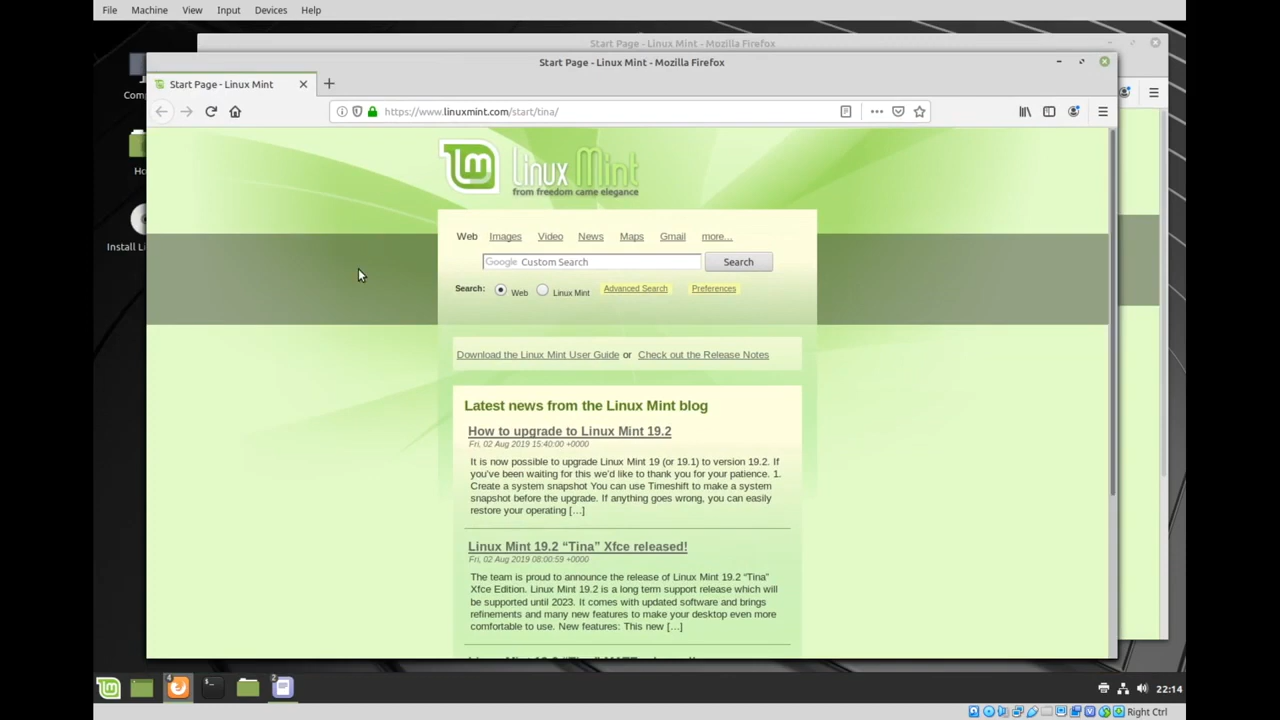 File Machine View Input Devices Help
Start Page - Linux Mint - Mozilla Firefox
Start Page - Linux Mint - Mozilla Firefox
Start Page - Linux Mint
https://www.linuxmint.com/start/tina/
lm Linux Mint
from freedom came elegance
Web Images Video News Maps Gmail more...
Google Custom Search Search
Search: Web Linux Mint Advanced Search Preferences
Download the Linux Mint User Guide or Check out the Release Notes
Latest news from the Linux Mint blog
How to upgrade to Linux Mint 19.2
Fri, 02 Aug 2019 15:40:00 +0000
It is now possible to upgrade Linux Mint 19 (or 19.1) to version 19.2. If
you’ve been waiting for this we’d like to thank you for your patience. 1.
Create a system snapshot You can use Timeshift to make a system
snapshot before the upgrade. If anything goes wrong, you can easily
restore your operating […]
Linux Mint 19.2 “Tina” Xfce released!
Fri, 02 Aug 2019 08:00:59 +0000
The team is proud to announce the release of Linux Mint 19.2 “Tina”
Xfce Edition. Linux Mint 19.2 is a long term support release which will
be supported until 2023. It comes with updated software and brings
refinements and many new features to make your desktop even more
comfortable to use. New features: This new […]
Com
Ho
Install Li
4
2
22:14
Right Ctrl